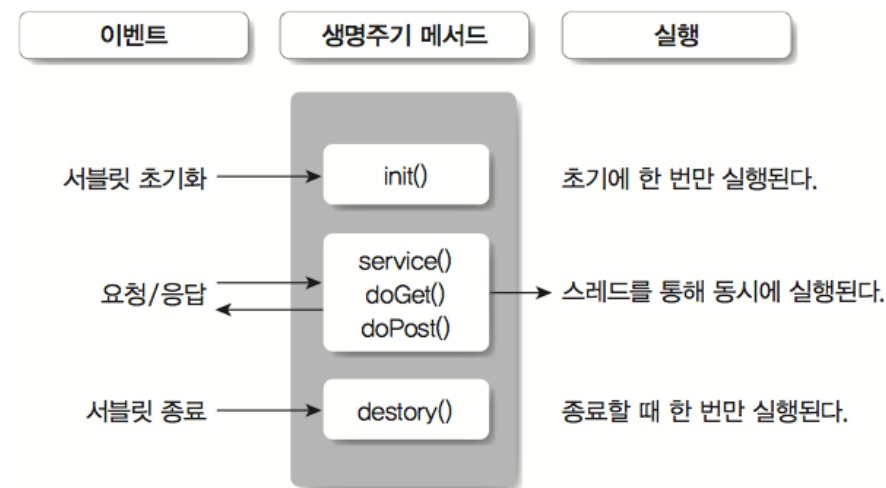 이벤트
생명주기 메서드
실행
서블릿 초기화
init()
초기에 한 번만 실행된다.
요청/응답
service()
doGet()
doPost()
스레드를 통해 동시에 실행된다.
서블릿 종료
destory()
종료할 때 한 번만 실행된다.